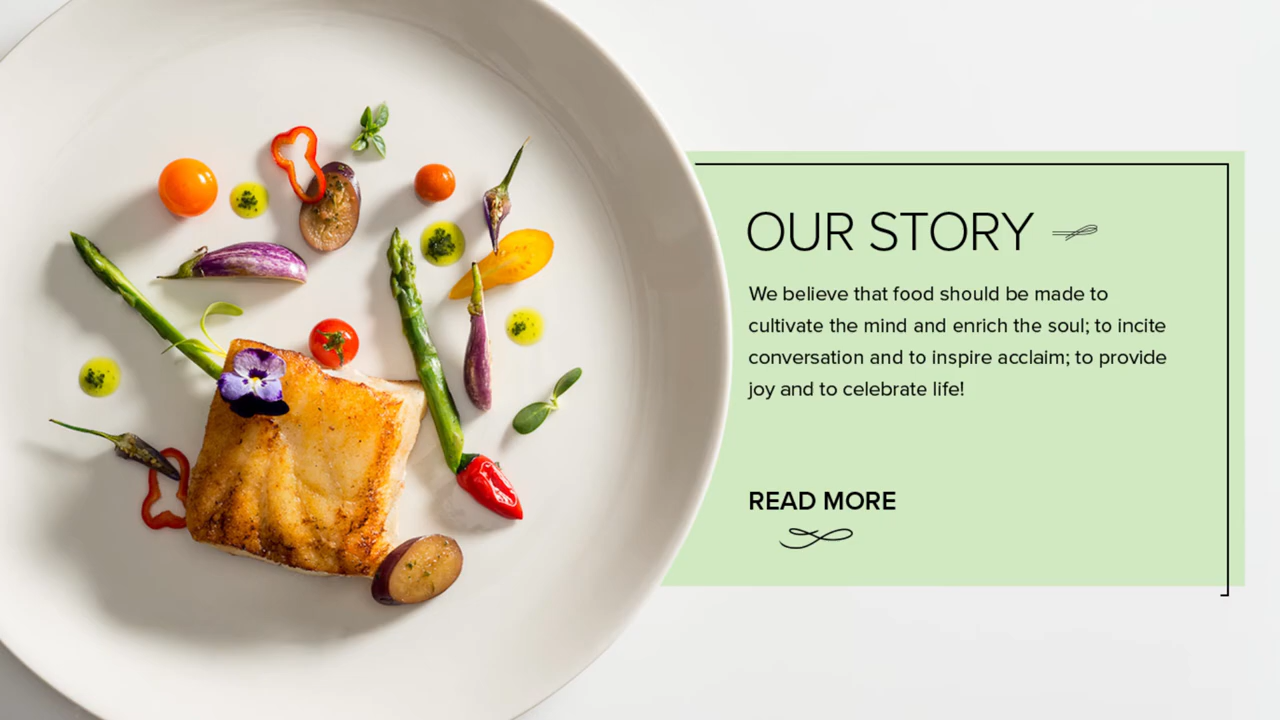 OUR STORY
We believe that food should be made to
cultivate the mind and enrich the soul; to incite
conversation and to inspire acclaim; to provide
joy and to celebrate life!
READ MORE